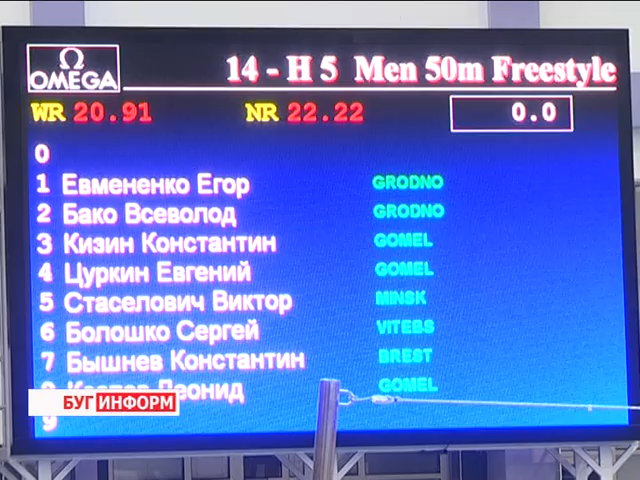 Ω
OMEGA
14 - H 5 Men 50m Freestyle
WR 20.91 NR 22.22 0.0
0
1 Евмененко Егор GRODNO
2 Бако Всеволод GRODNO
3 Кизин Константин GOMEL
4 Цуркин Евгений GOMEL
5 Стаселович Виктор MINSK
6 Болошко Сергей VITEBS
7 Бышнев Константин BREST
Леонид GOMEL
БУГ ИНФОРМ
9